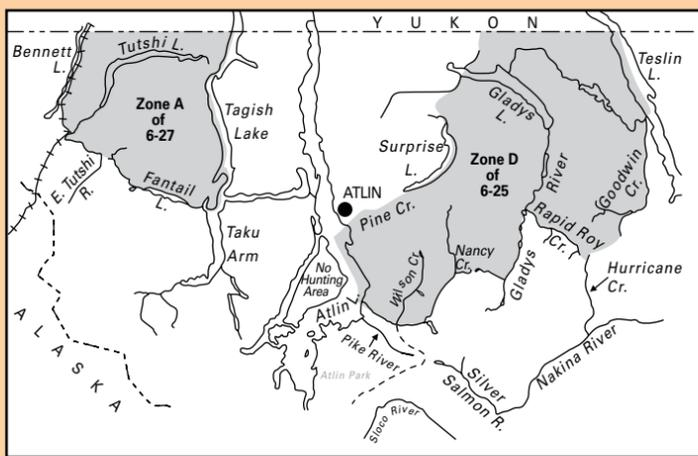 YUKON
Bennett
L.
Tutshi L.
Zone A
of
6-27
Tagish
Lake
E. Tutshi
R.
Fantail
L.
Taku
Arm
ALASKA
Teslin
L.
Gladys
L.
Surprise
L.
Zone D
of
6-25
River
Goodwin
Cr.
ATLIN
Pine Cr.
Rapid Roy
Cr.
Nancy
Cr.
Wilson Cr.
Gladys
Hurricane
Cr.
No
Hunting
Area
Atlin L.
Pike River
Atlin Park
Silver
Salmon R.
Nakina River
Sloco River